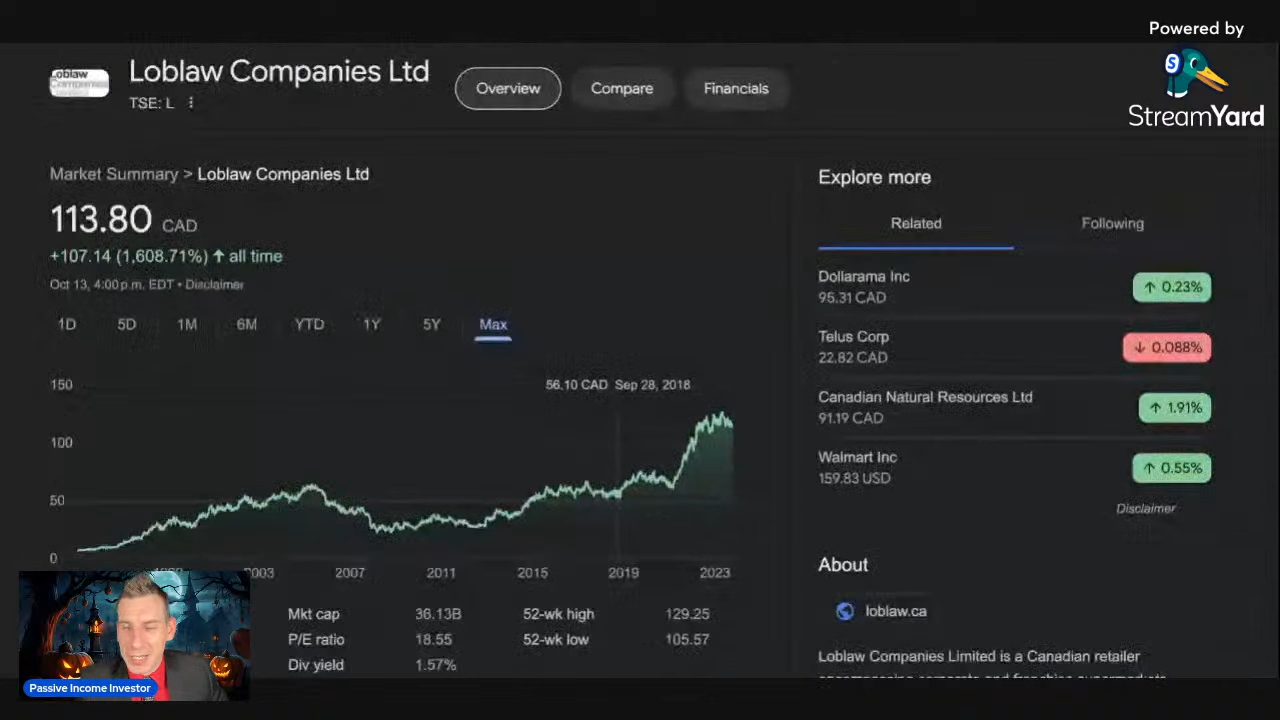 Powered by
StreamYard
Loblaw Companies Ltd
TSE: L
Overview
Compare
Financials
Market Summary > Loblaw Companies Ltd
113.80 CAD
+107.14 (1,608.71%) ↑ all time
Oct 13, 4:00 p.m. EDT • Disclaimer
1D 5D 1M 6M YTD 1Y 5Y Max
56.10 CAD Sep 28, 2018
150
100
50
0
2003 2007 2011 2015 2019 2023
Mkt cap 36.13B 52-wk high 129.25
P/E ratio 18.55 52-wk low 105.57
Div yield 1.57%
Explore more
Related Following
Dollarama Inc
95.31 CAD
↑ 0.23%
Telus Corp
22.82 CAD
↓ 0.088%
Canadian Natural Resources Ltd
91.19 CAD
↑ 1.91%
Walmart Inc
159.83 USD
↑ 0.55%
Disclaimer
About
loblaw.ca
Loblaw Companies Limited is a Canadian retailer
Passive Income Investor